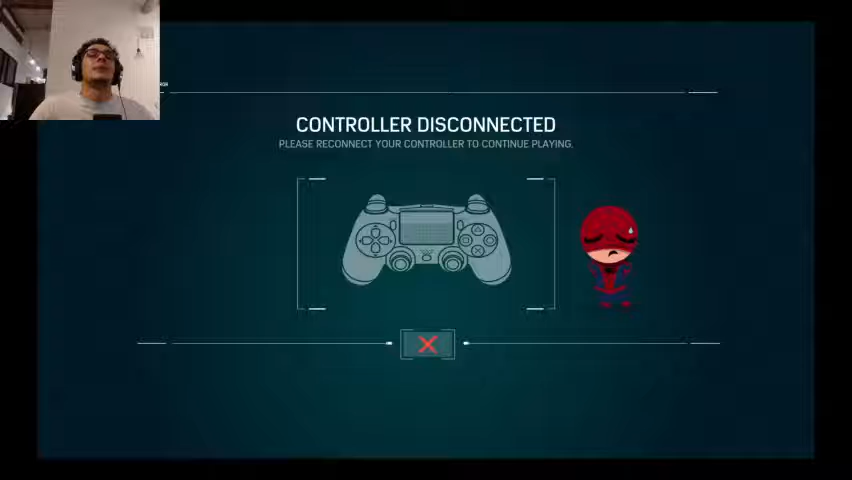 CONTROLLER DISCONNECTED
PLEASE RECONNECT YOUR CONTROLLER TO CONTINUE PLAYING.